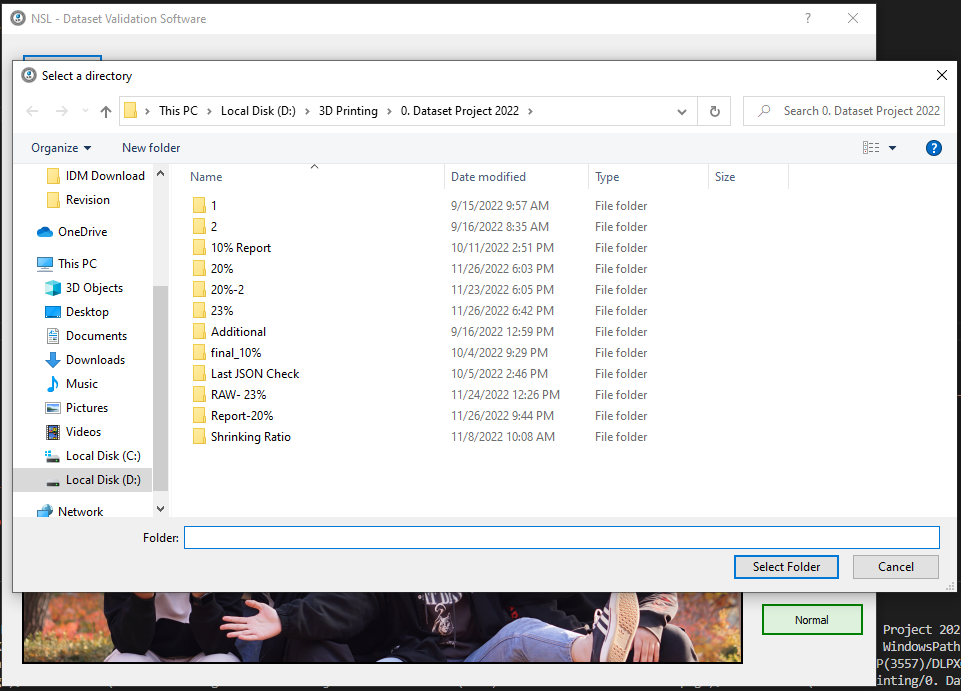 NSL - Dataset Validation Software
?
Select a directory
This PC > Local Disk (D:) > 3D Printing > 0. Dataset Project 2022 >
Search 0. Dataset Project 2022
Organize
New folder
?
IDM Download
Revision
OneDrive
This PC
3D Objects
Desktop
Documents
Downloads
Music
Pictures
Videos
Local Disk (C:)
Local Disk (D:)
Network
Name Date modified Type Size
1 9/15/2022 9:57 AM File folder
2 9/16/2022 8:35 AM File folder
10% Report 10/11/2022 2:51 PM File folder
20% 11/26/2022 6:03 PM File folder
20%-2 11/23/2022 6:05 PM File folder
23% 11/26/2022 6:42 PM File folder
Additional 9/16/2022 12:59 PM File folder
final_10% 10/4/2022 9:29 PM File folder
Last JSON Check 10/5/2022 2:46 PM File folder
RAW- 23% 11/24/2022 12:26 PM File folder
Report-20% 11/26/2022 9:44 PM File folder
Shrinking Ratio 11/8/2022 10:08 AM File folder
Folder:
Select Folder
Cancel
Normal
Project 202
WindowsPath
P(3557)/DLPX
inting/0. Da